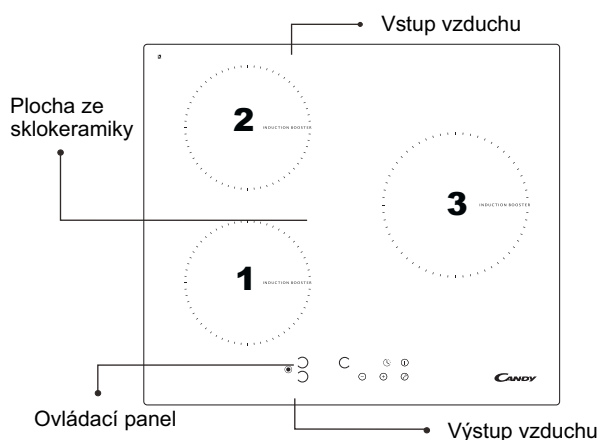 Vstup vzduchu
Plocha ze
sklokeramiky
2
INDUCTION BOOSTER
3
INDUCTION BOOSTER
1
INDUCTION BOOSTER
CANDY
Ovládací panel
Výstup vzduchu